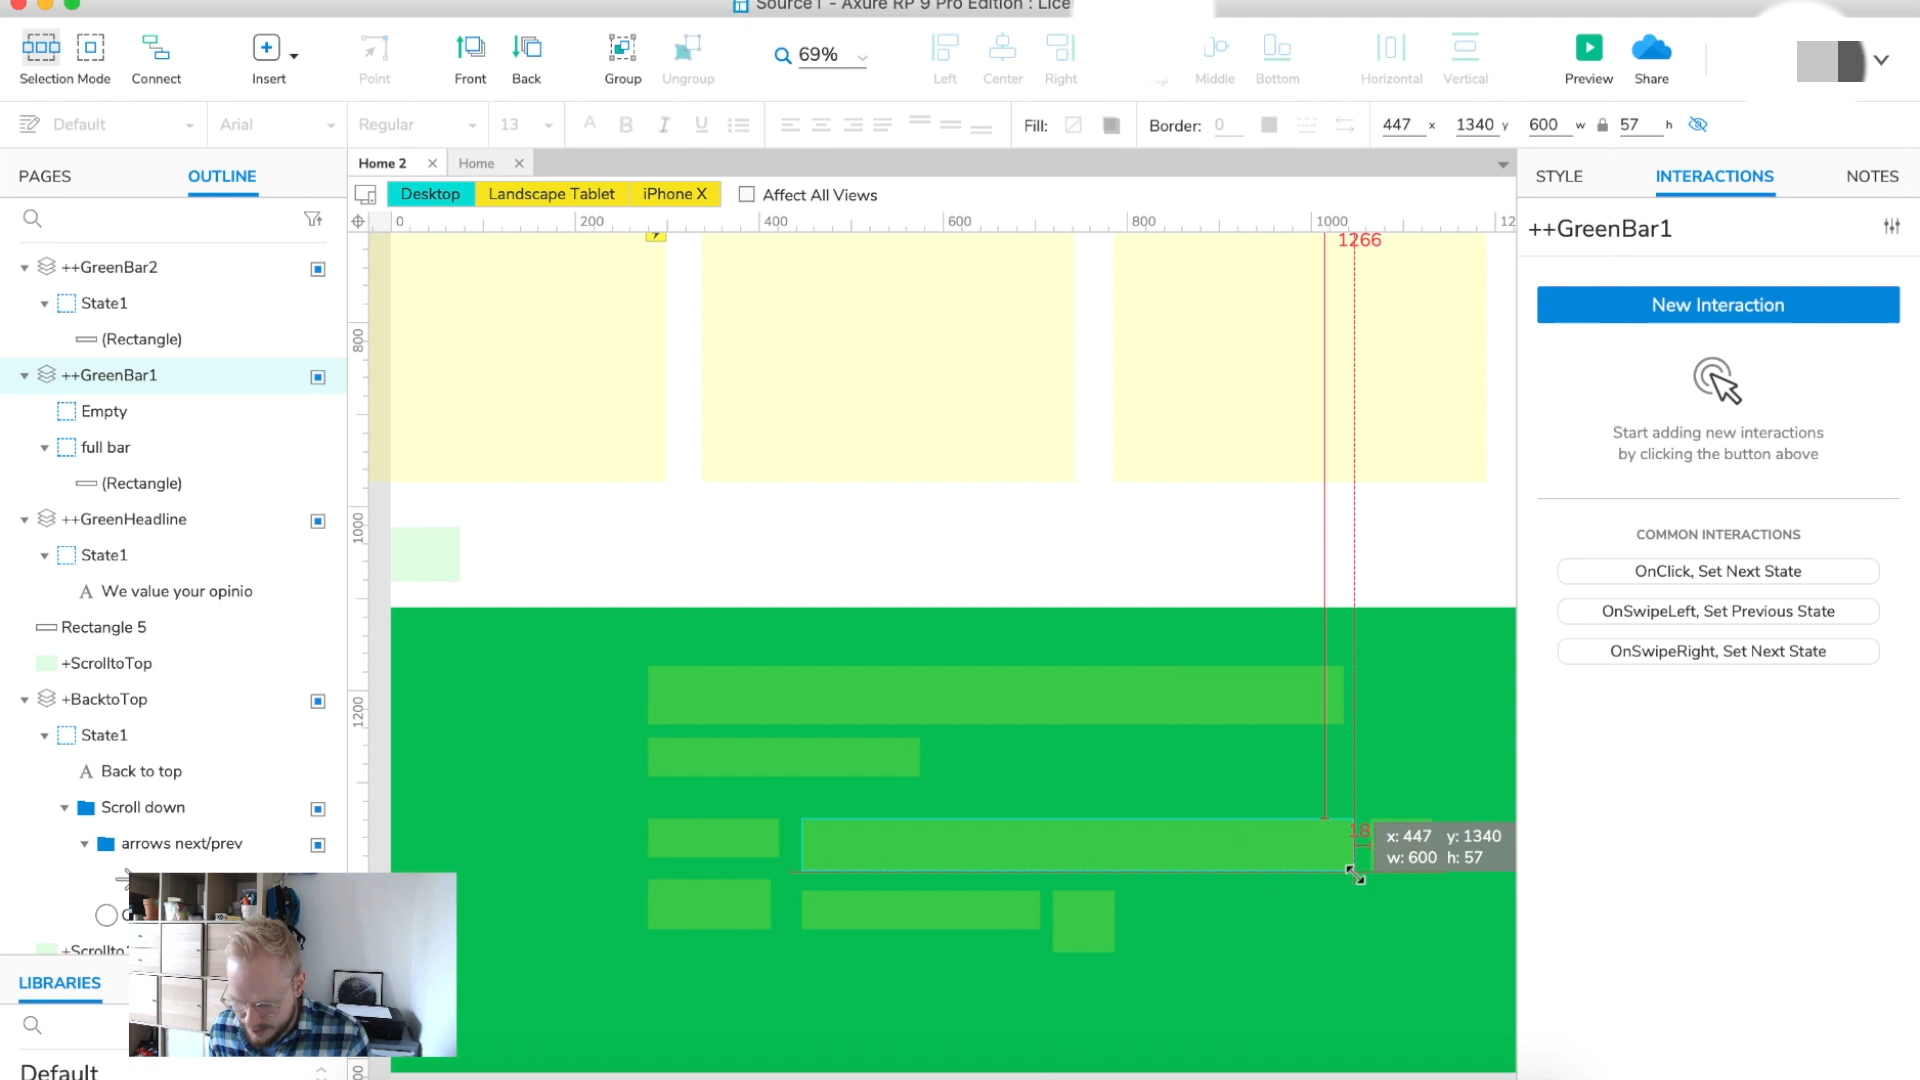 Source1 - Axure RP 9 Pro Edition : Lice
Selection Mode
Connect
Insert
Point
Front
Back
Group
Ungroup
69%
Left
Center
Right
Middle
Bottom
Horizontal
Vertical
Preview
Share
Default
Arial
Regular
13
Fill:
Border: 0
447 x
1340 y
600 w
57 h
PAGES
OUTLINE
Home 2
Home
STYLE
INTERACTIONS
NOTES
Desktop
Landscape Tablet
iPhone X
Affect All Views
0
200
400
600
800
1000
12
++GreenBar1
1266
New Interaction
Start adding new interactions
by clicking the button above
COMMON INTERACTIONS
OnClick, Set Next State
OnSwipeLeft, Set Previous State
OnSwipeRight, Set Next State
++GreenBar2
State1
(Rectangle)
++GreenBar1
Empty
full bar
(Rectangle)
++GreenHeadline
State1
We value your opinio
Rectangle 5
+ScrolltoTop
+BacktoTop
State1
Back to top
Scroll down
arrows next/prev
+Scrollto
800
1000
1200
18
x: 447 y: 1340
w: 600 h: 57
LIBRARIES
Default